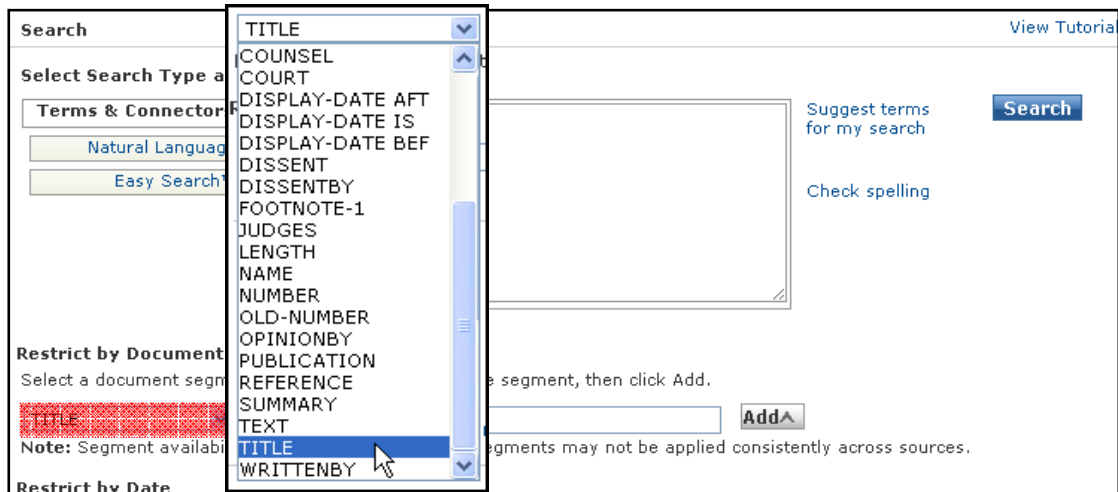 Search
TITLE
View Tutorial
Select Search Type a
Terms & Connector
Natural Languag
Easy Search
COUNSEL
COURT
DISPLAY-DATE AFT
DISPLAY-DATE IS
DISPLAY-DATE BEF
DISSENT
DISSENTBY
FOOTNOTE-1
JUDGES
LENGTH
NAME
NUMBER
OLD-NUMBER
OPINIONBY
PUBLICATION
REFERENCE
SUMMARY
TEXT
TITLE
WRITTENBY
Suggest terms
for my search
Search
Check spelling
Restrict by Document
Select a document segm
e segment, then click Add.
TITLE
Add
Note: Segment availabi
egments may not be applied consistently across sources.
Restrict by Date